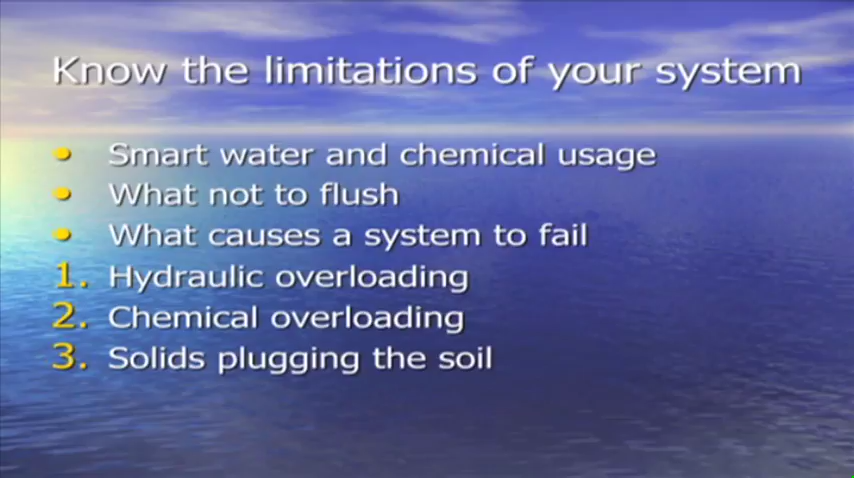 Know the limitations of your system
• Smart water and chemical usage
• What not to flush
• What causes a system to fail
1. Hydraulic overloading
2. Chemical overloading
3. Solids plugging the soil